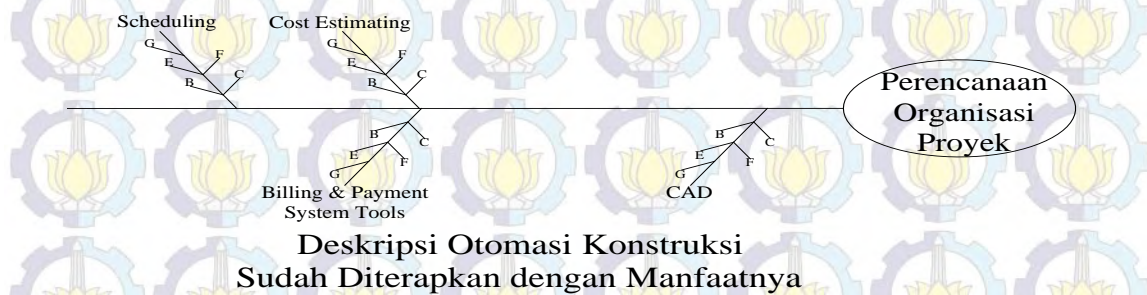 Scheduling
G
F
E
C
B
Cost Estimating
G
F
E
C
B
Perencanaan
Organisasi
Proyek
B
C
E
F
G
Billing & Payment
System Tools
B
C
E
F
G
CAD
Deskripsi Otomasi Konstruksi
Sudah Diterapkan dengan Manfaatnya